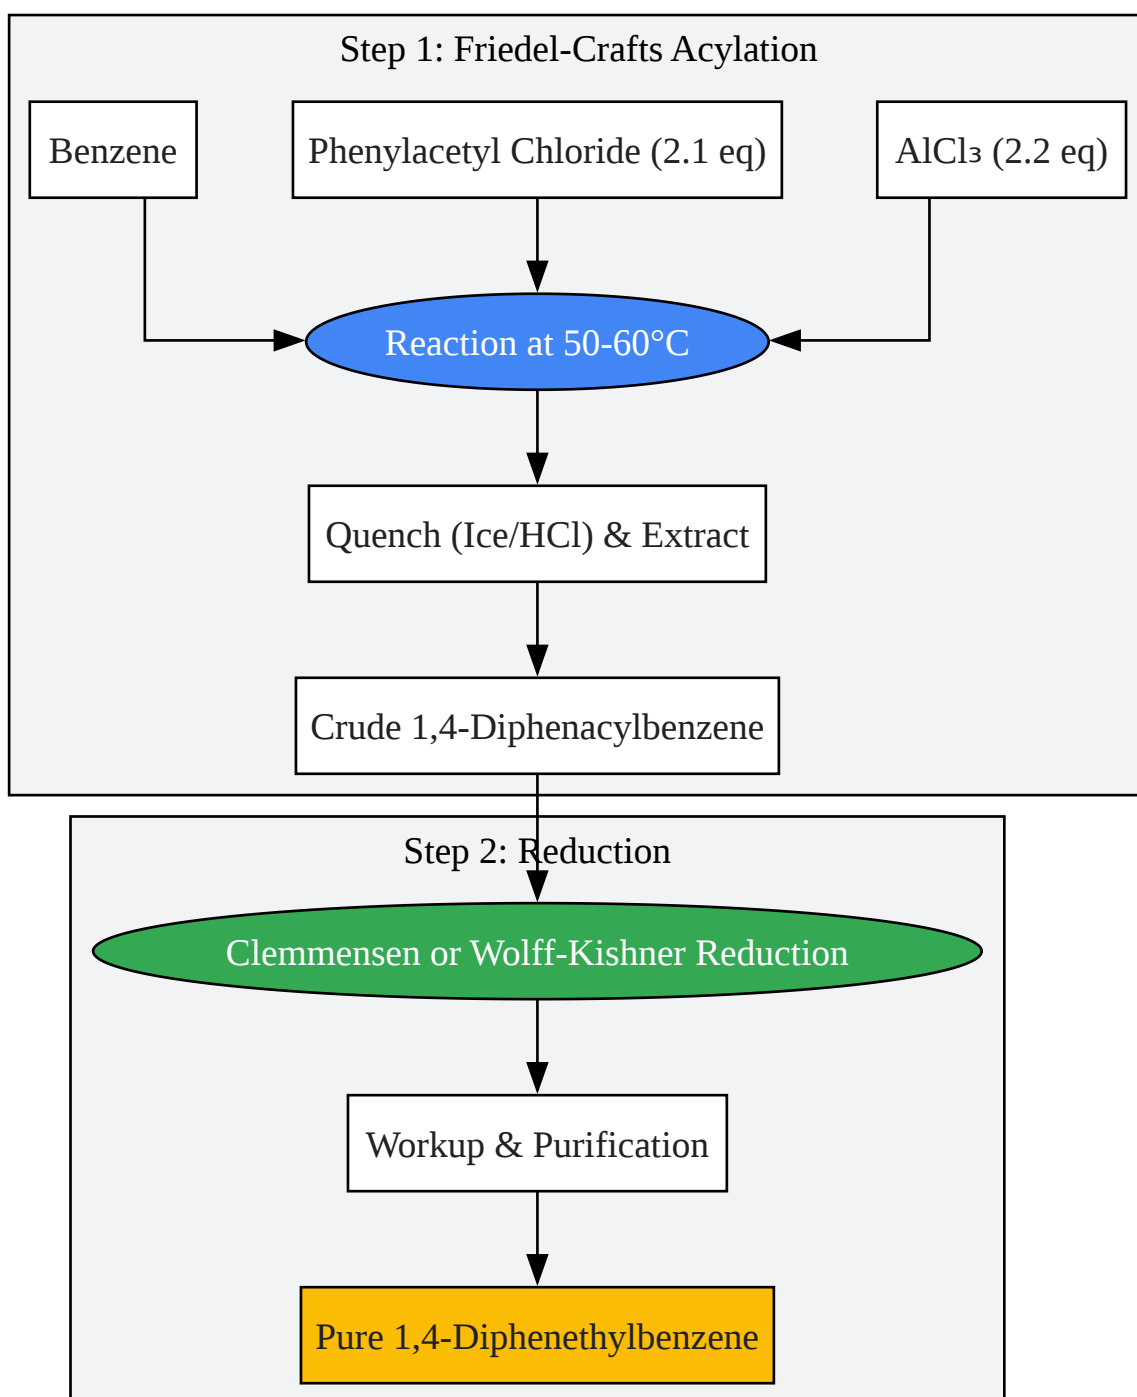 Step 1: Friedel-Crafts Acylation
Benzene
Phenylacetyl Chloride (2.1 eq)
AlCl₃ (2.2 eq)
Reaction at 50-60°C
Quench (Ice/HCl) & Extract
Crude 1,4-Diphenacylbenzene
Step 2: Reduction
Clemmensen or Wolff-Kishner Reduction
Workup & Purification
Pure 1,4-Diphenethylbenzene